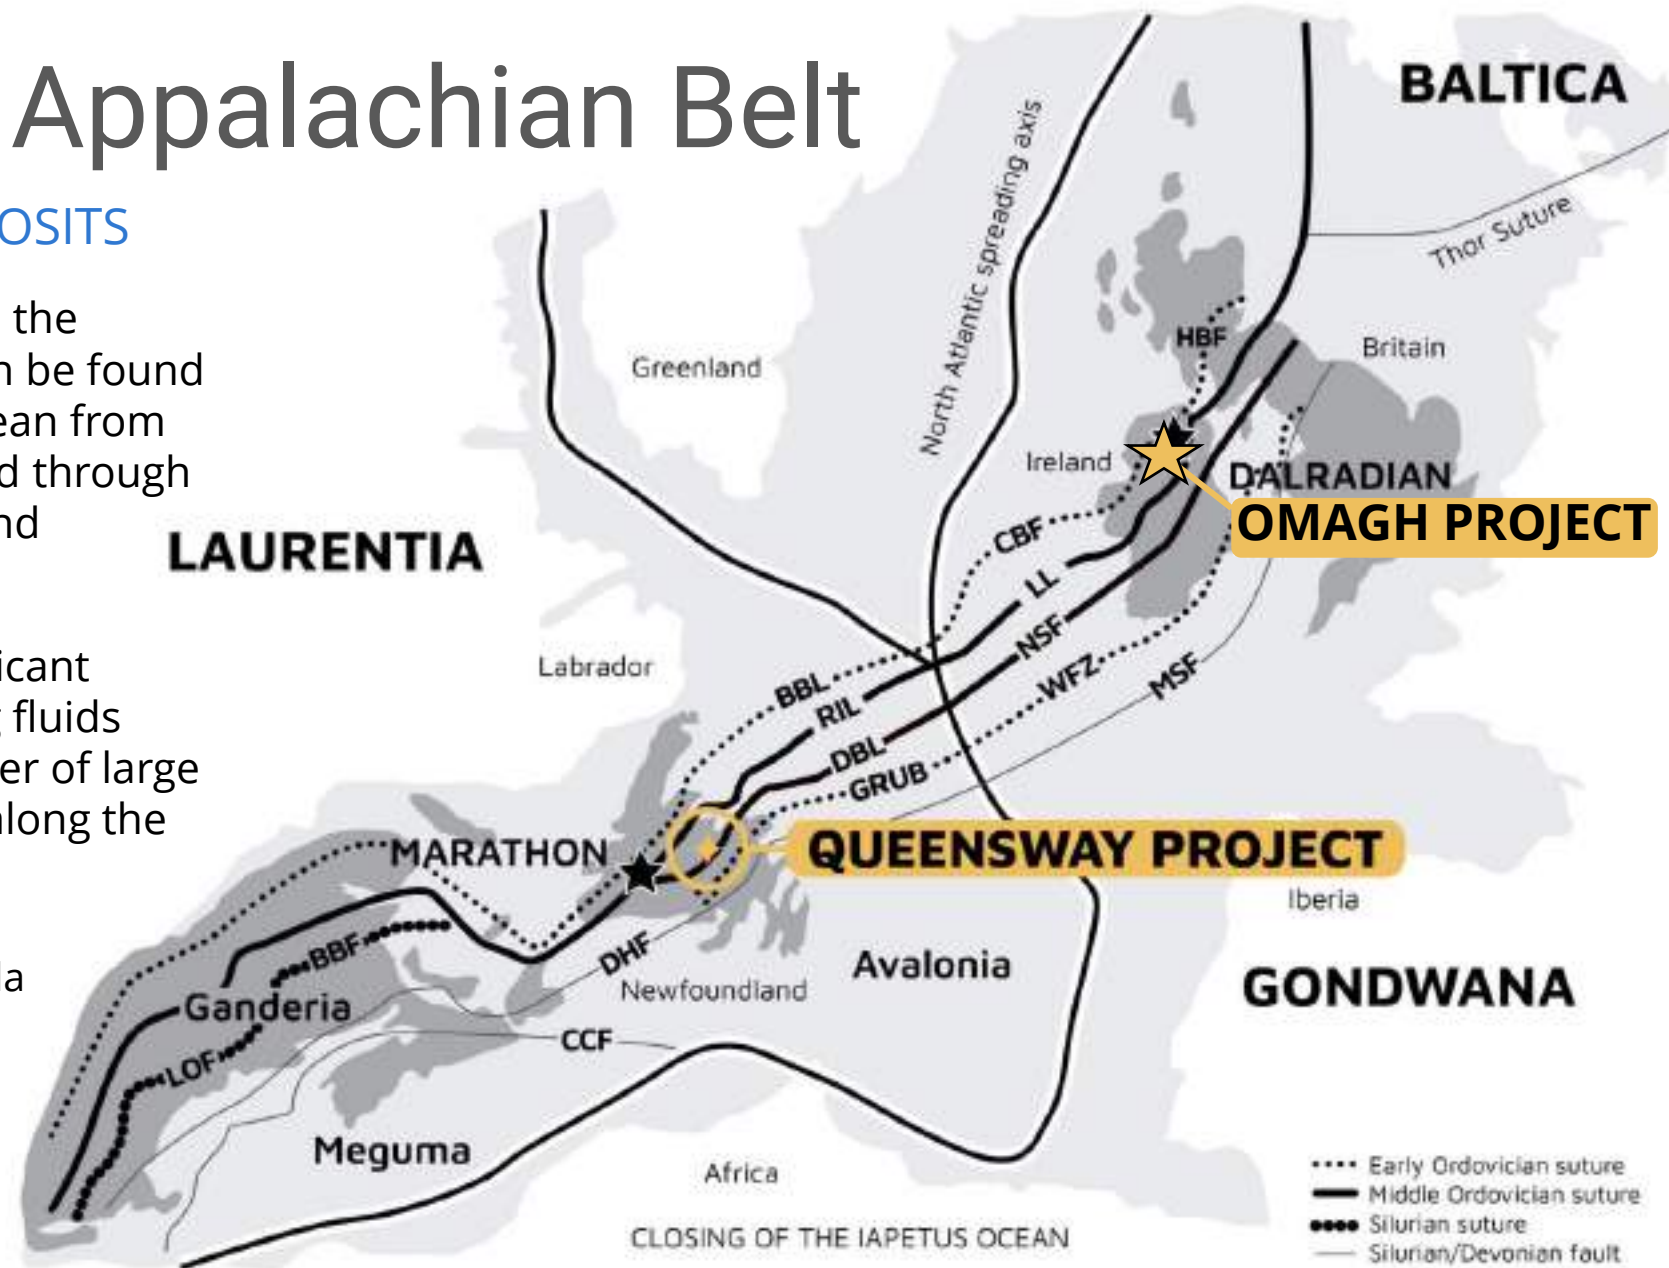 Appalachian Belt
OSITS
the
n be found
ean from
d through
nd
icant
fluids
er of large
along the
la
BALTICA
Thor Suture
North Atlantic spreading axis
Greenland
HBF
Britain
Ireland
DALRADIAN
OMAGH PROJECT
LAURENTIA
CBF
LL
NSF
WFZ
MSF
Labrador
BBL
RIL
DBL
GRUB
MARATHON
QUEENSWAY PROJECT
Iberia
BBF
DHF
Avalonia
Newfoundland
GONDWANA
Ganderia
LOF
CCF
Meguma
Africa
CLOSING OF THE IAPETUS OCEAN
Early Ordovician suture
Middle Ordovician suture
Silurian suture
Silurian/Devonian fault